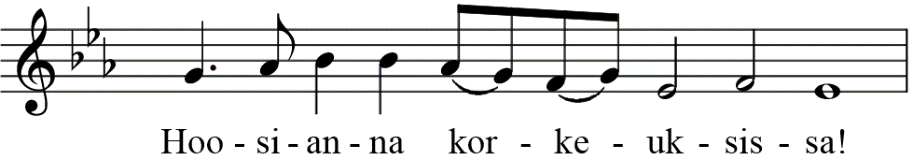 Hoo - si - an - na kor - ke - uk - sis - sa!